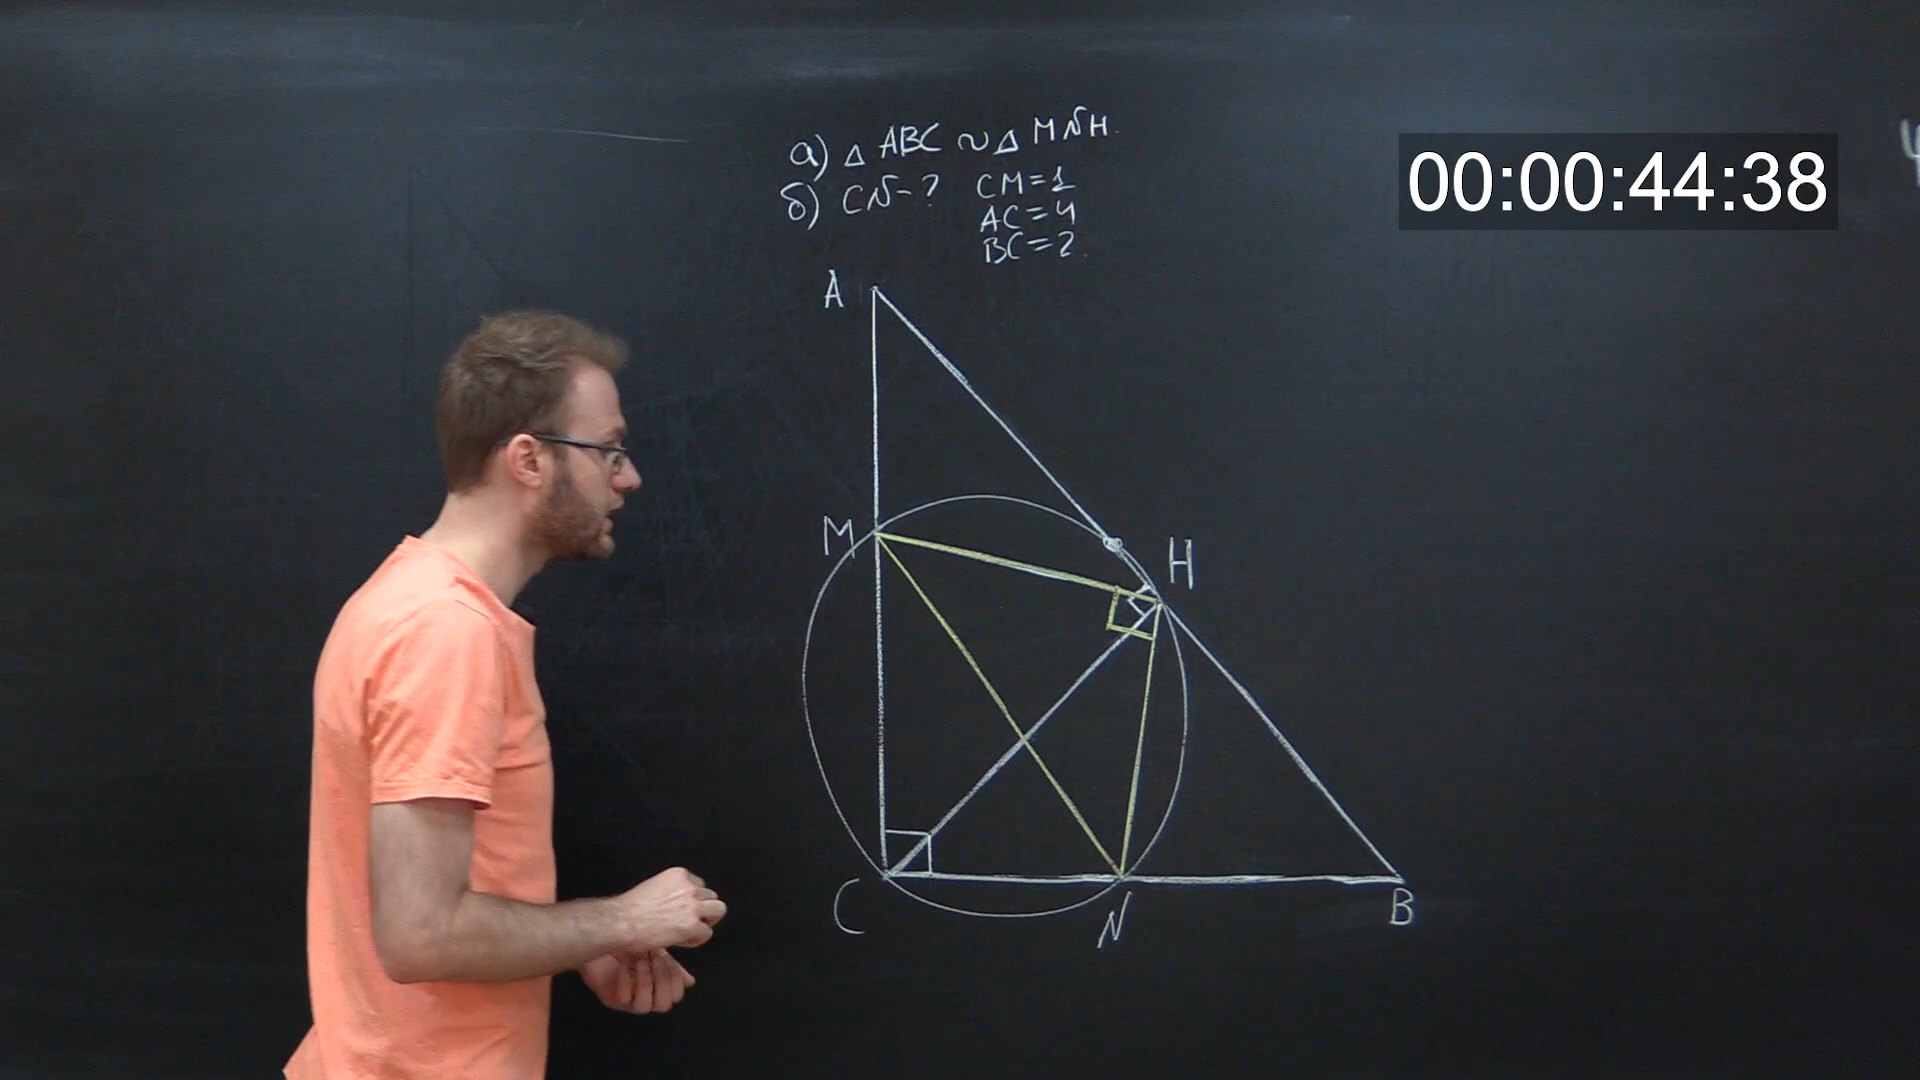 а) △ ABC ~ △ MNH.
б) CN-? CM=1
AC=4
BC=2.
00:00:44:38
A
M
H
C
N
B